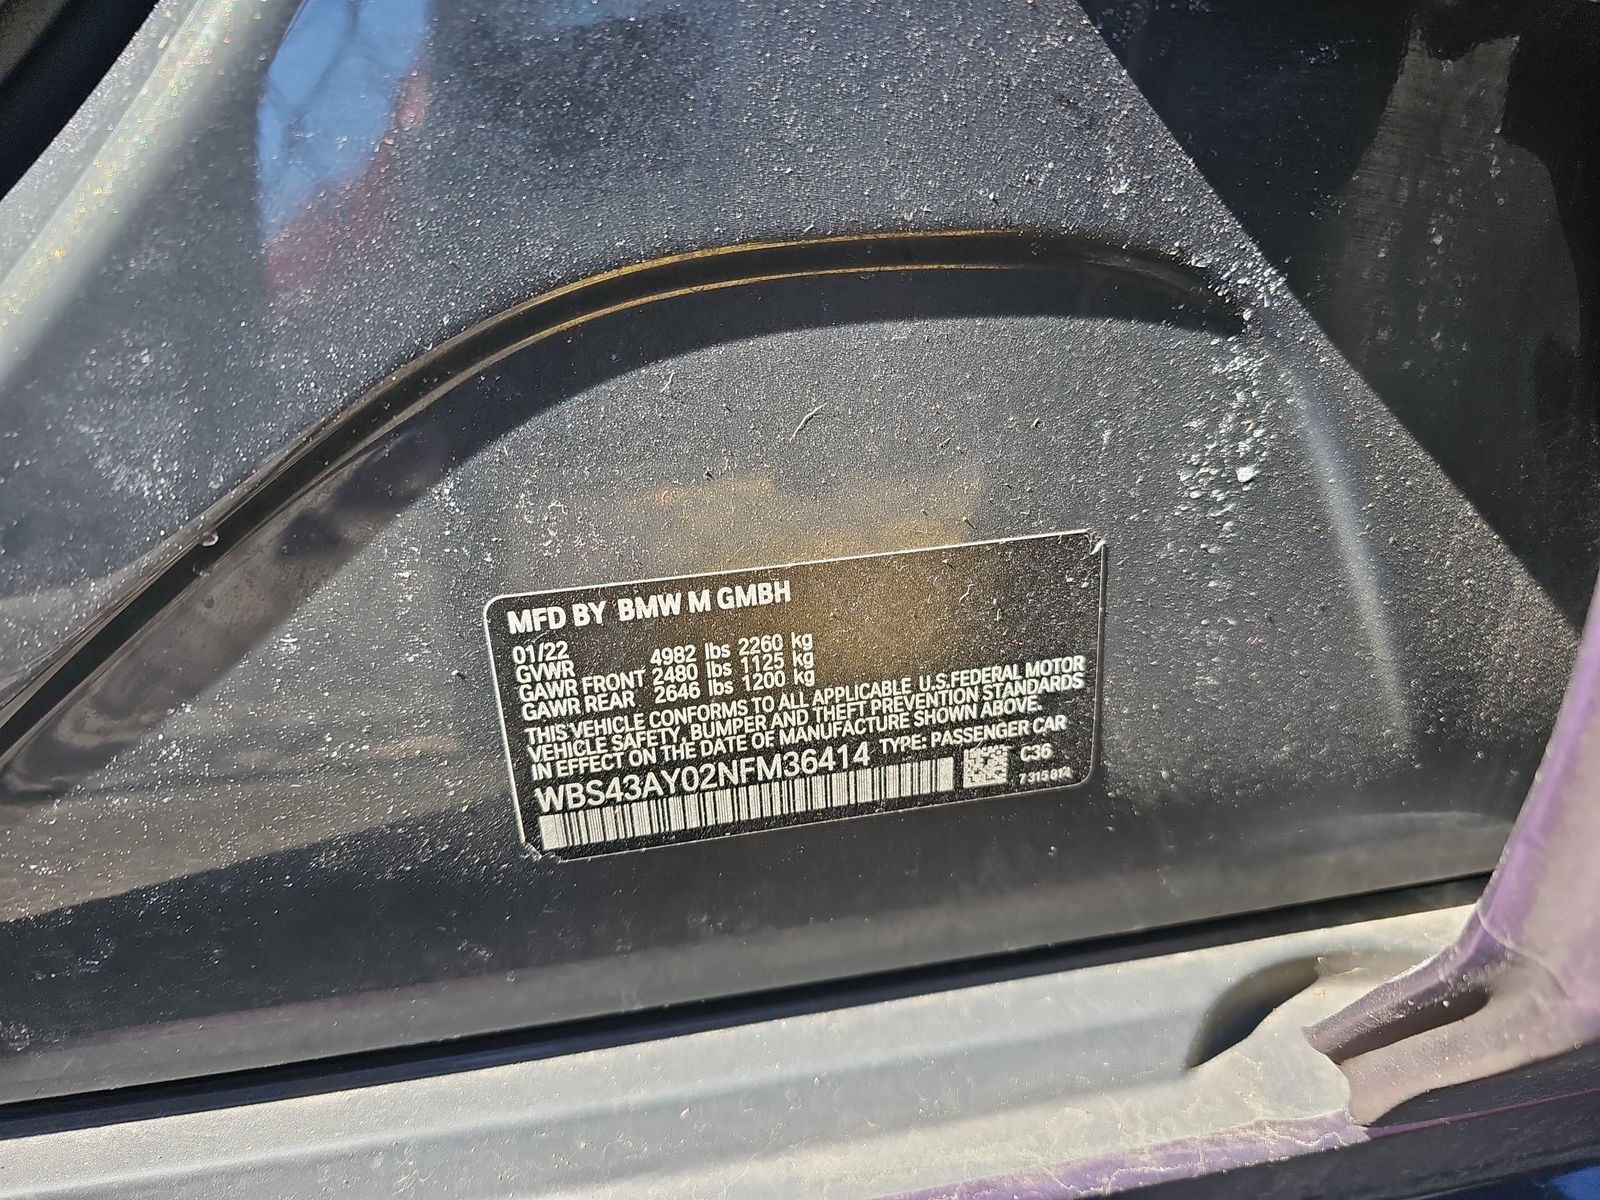 MFD BY BMW M GMBH
01/22
GVWR 4982 lbs 2260 kg
GAWR FRONT 2480 lbs 1125 kg
GAWR REAR 2646 lbs 1200 kg
THIS VEHICLE CONFORMS TO ALL APPLICABLE U.S.FEDERAL MOTOR
VEHICLE SAFETY, BUMPER AND THEFT PREVENTION STANDARDS
IN EFFECT ON THE DATE OF MANUFACTURE SHOWN ABOVE.
WBS43AY02NFM36414 TYPE: PASSENGER CAR
C36